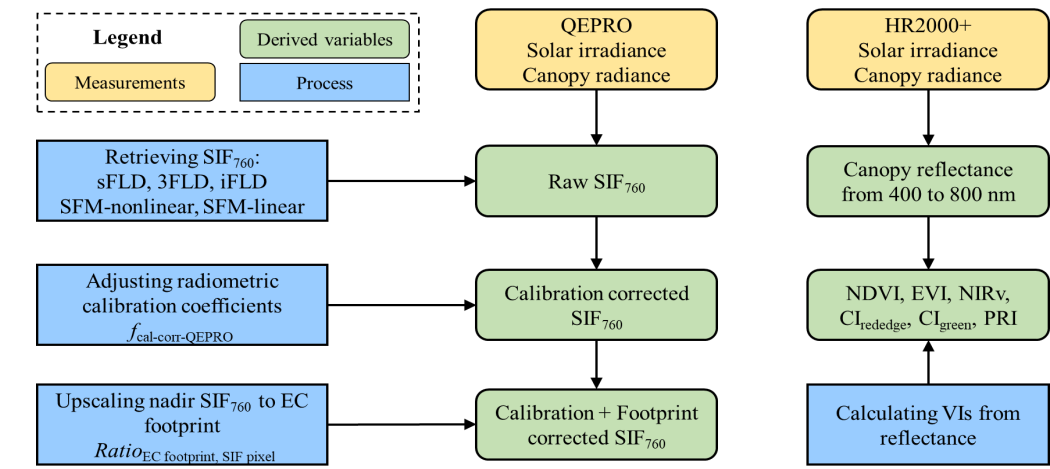 Legend
Derived variables
Measurements
Process
QEPRO
Solar irradiance
Canopy radiance
HR2000+
Solar irradiance
Canopy radiance
Retrieving SIF760:
sFLD, 3FLD, iFLD
SFM-nonlinear, SFM-linear
Raw SIF760
Canopy reflectance
from 400 to 800 nm
Adjusting radiometric
calibration coefficients
fcal-corr-QEPRO
Calibration corrected
SIF760
NDVI, EVI, NIRv,
CIrededge, CIgreen, PRI
Upscaling nadir SIF760 to EC
footprint
RatioEC footprint, SIF pixel
Calibration + Footprint
corrected SIF760
Calculating VIs from
reflectance